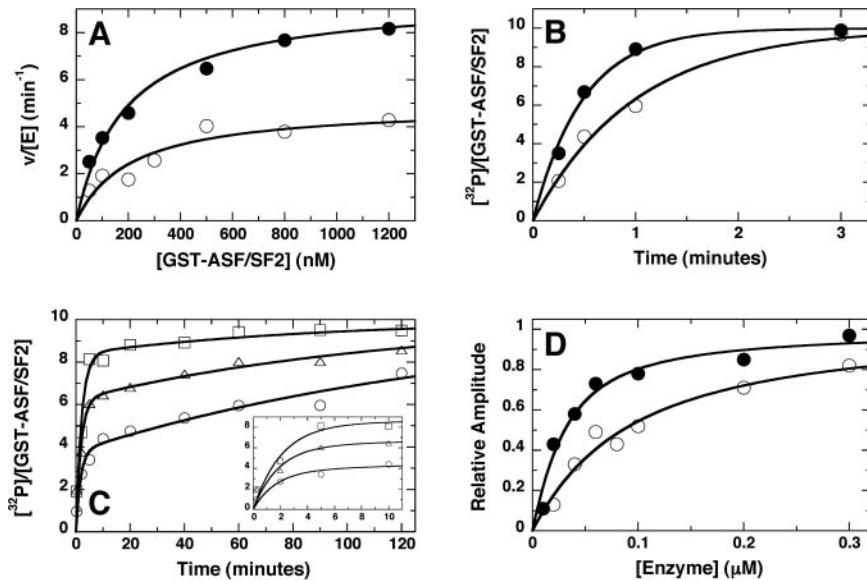 A
v/[E] (min⁻¹)
8
6
4
2
0
0 200 400 600 800 1000 1200
[GST-ASF/SF2] (nM)
B
[³²P]/[GST-ASF/SF2]
12
10
8
6
4
2
0
0 1 2 3
Time (minutes)
C
[³²P]/[GST-ASF/SF2]
10
8
6
4
2
0
0 20 40 60 80 100 120
Time (minutes)
8
6
4
2
0
0 2 4 6 8 10
D
Relative Amplitude
1
0.8
0.6
0.4
0.2
0
0 0.1 0.2 0.3
[Enzyme] (μM)